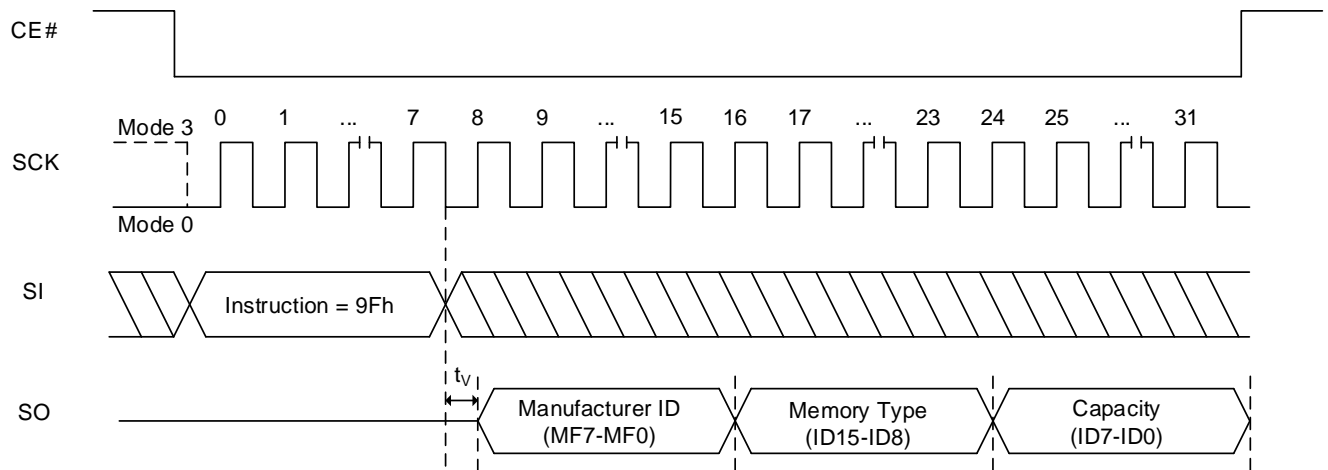 CE#
0 1 ... 7 8 9 ... 15 16 17 ... 23 24 25 ... 31
Mode 3
SCK
Mode 0
SI
Instruction = 9Fh
tV
SO
Manufacturer ID
(MF7-MF0)
Memory Type
(ID15-ID8)
Capacity
(ID7-ID0)